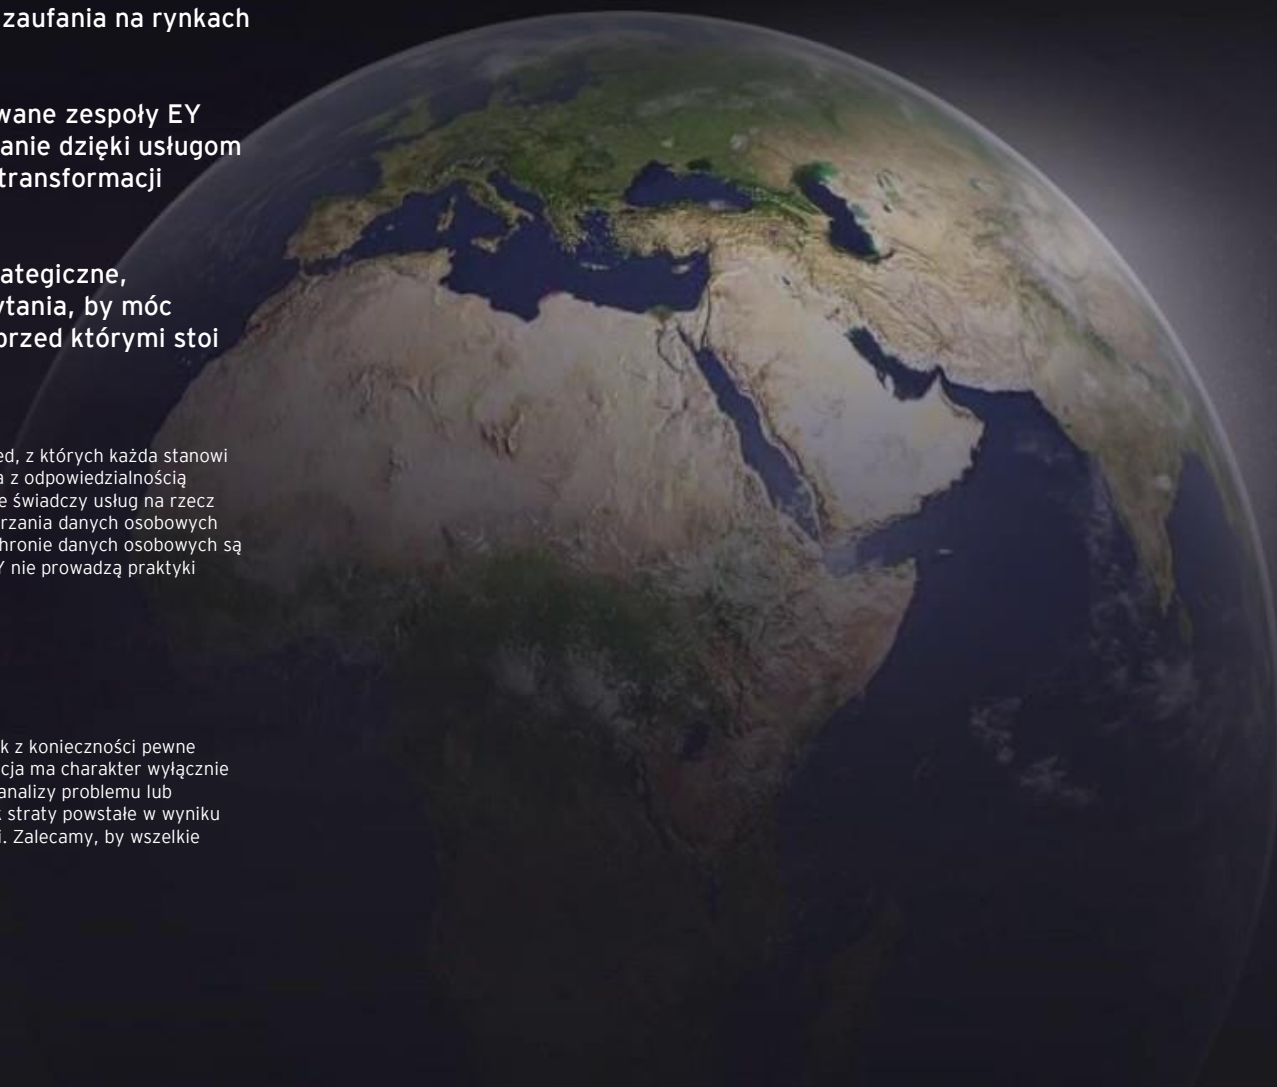 zaufania na rynkach
wane zespoły EY
anie dzięki usługom
transformacji
ategiczne,
ytania, by móc
przed którymi stoi
ed, z których każda stanowi
a z odpowiedzialnością
e świadczy usług na rzecz
rzania danych osobowych
hronie danych osobowych są
Y nie prowadzą praktyki
k z konieczności pewne
cja ma charakter wyłącznie
analizy problemu lub
straty powstałe w wyniku
i. Zalecamy, by wszelkie